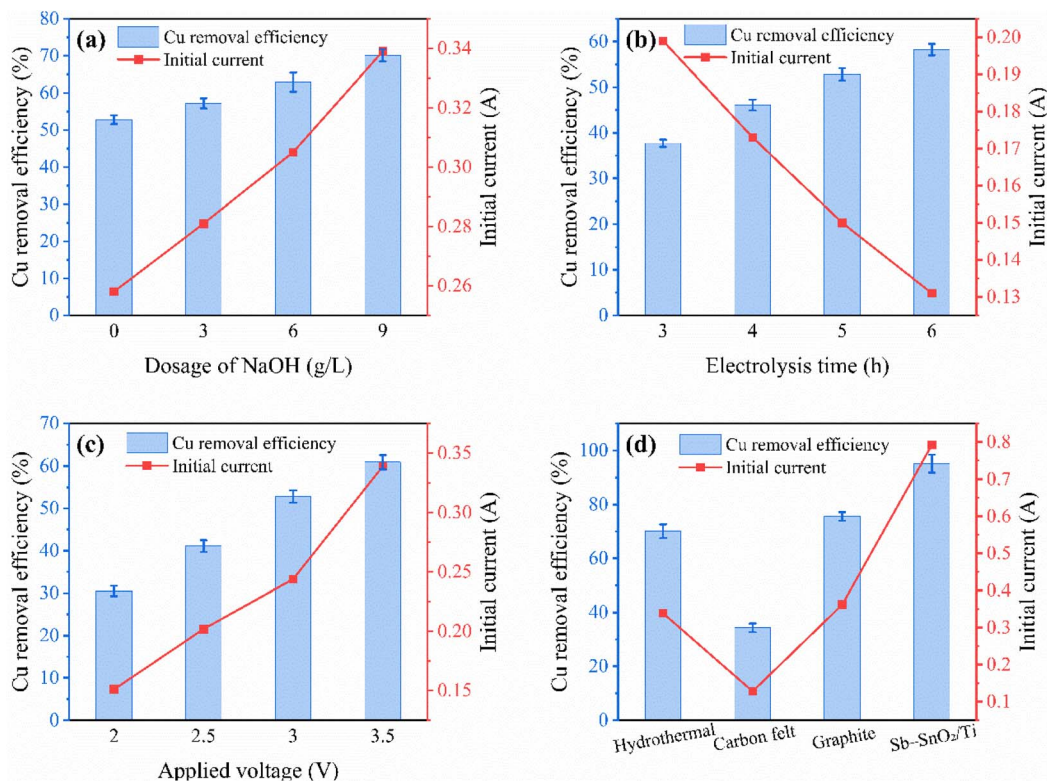 (a)
Cu removal efficiency
Initial current
Cu removal efficiency (%)
80
70
60
50
40
30
20
10
0
0.34
0.32
0.30
0.28
0.26
Initial current (A)
0 3 6 9
Dosage of NaOH (g/L)
(b)
Cu removal efficiency
Initial current
Cu removal efficiency (%)
60
50
40
30
20
10
0
0.20
0.19
0.18
0.17
0.16
0.15
0.14
0.13
Initial current (A)
3 4 5 6
Electrolysis time (h)
(c)
Cu removal efficiency
Initial current
Cu removal efficiency (%)
70
60
50
40
30
20
10
0
0.35
0.30
0.25
0.20
0.15
Initial current (A)
2 2.5 3 3.5
Applied voltage (V)
(d)
Cu removal efficiency
Initial current
Cu removal efficiency (%)
100
80
60
40
20
0
0.8
0.7
0.6
0.5
0.4
0.3
0.2
0.1
Initial current (A)
Hydrothermal Carbon felt Graphite Sb--SnO₂/Ti